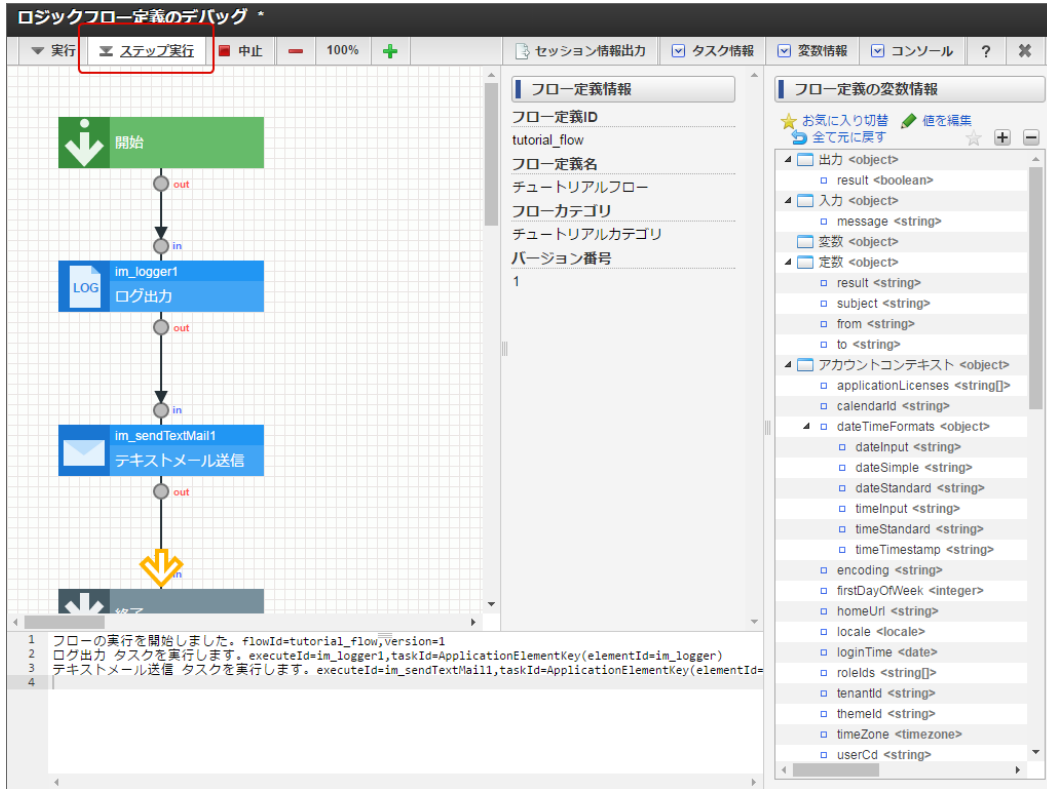 ロジックフロー定義のデバッグ *
実行 ステップ実行 中止 100% セッション情報出力 タスク情報 変数情報 コンソール ?
開始
out
in
im_logger1
LOG
ログ出力
out
in
im_sendTextMail1
テキストメール送信
out
in
終了
フロー定義情報
フロー定義ID
tutorial_flow
フロー定義名
チュートリアルフロー
フローカテゴリ
チュートリアルカテゴリ
バージョン番号
1
フロー定義の変数情報
お気に入り切替 値を編集
全て元に戻す
出力 <object>
result <boolean>
入力 <object>
message <string>
変数 <object>
定数 <object>
result <string>
subject <string>
from <string>
to <string>
アカウントコンテキスト <object>
applicationLicenses <string[]>
calendarId <string>
dateTimeFormats <object>
dateInput <string>
dateSimple <string>
dateStandard <string>
timeInput <string>
timeStandard <string>
timeTimestamp <string>
encoding <string>
firstDayOfWeek <integer>
homeUrl <string>
locale <locale>
loginTime <date>
roleIds <string[]>
tenantId <string>
themeId <string>
timeZone <timezone>
userCd <string>
1 フローの実行を開始しました。flowId=tutorial_flow,version=1
2 ログ出力 タスクを実行します。executeId=im_logger1,taskId=ApplicationElementKey(elementId=im_logger)
3 テキストメール送信 タスクを実行します。executeId=im_sendTextMail1,taskId=ApplicationElementKey(elementId=
4